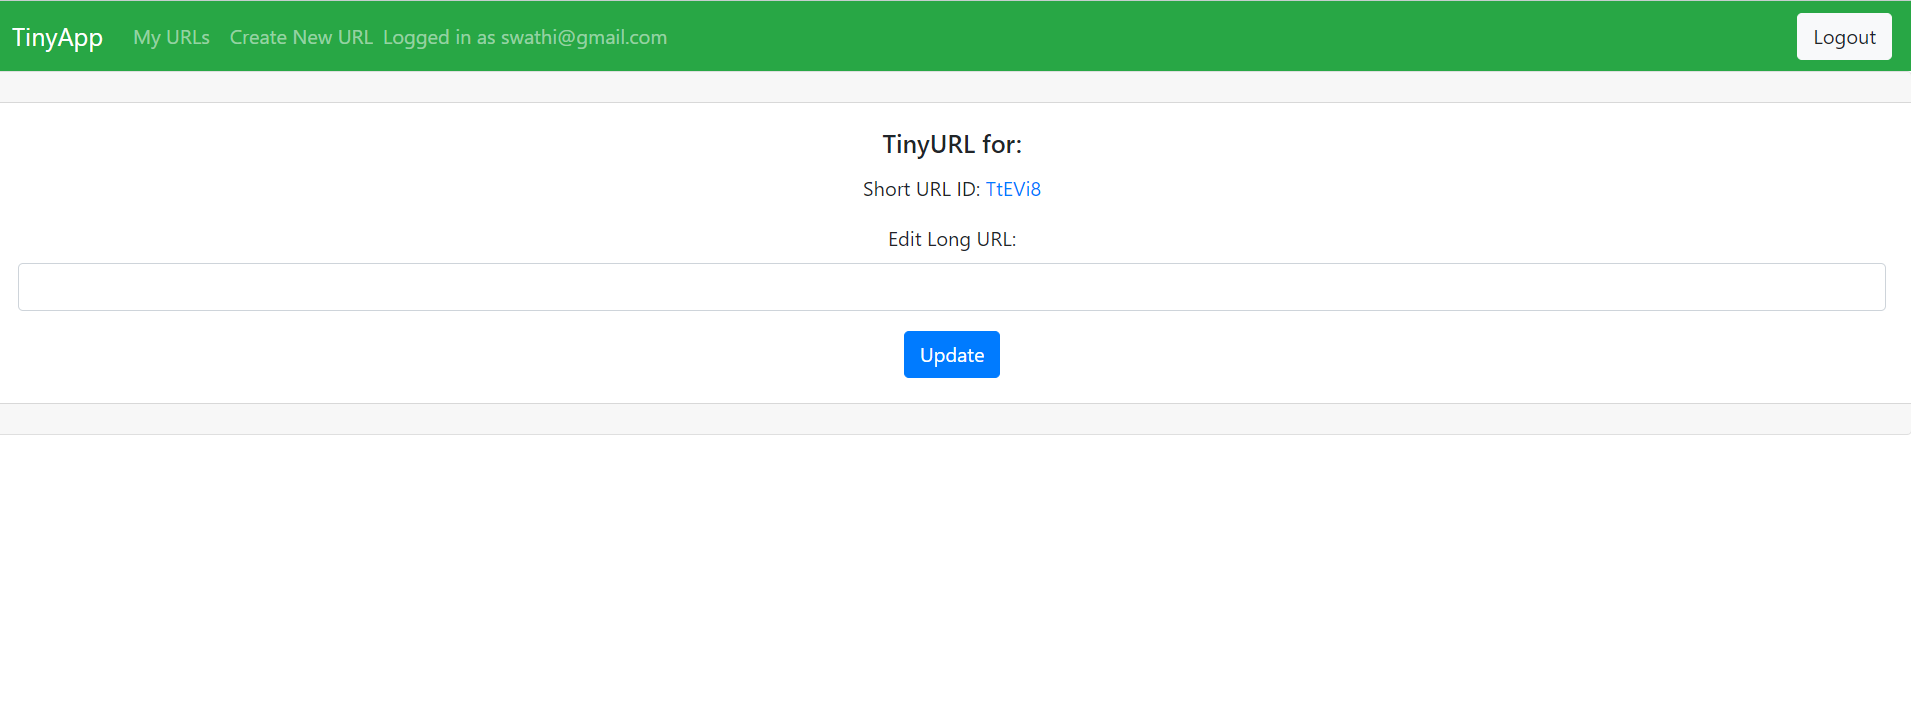 TinyApp My URLs Create New URL Logged in as swathi@gmail.com Logout
TinyURL for:
Short URL ID: TtEVi8
Edit Long URL:
Update